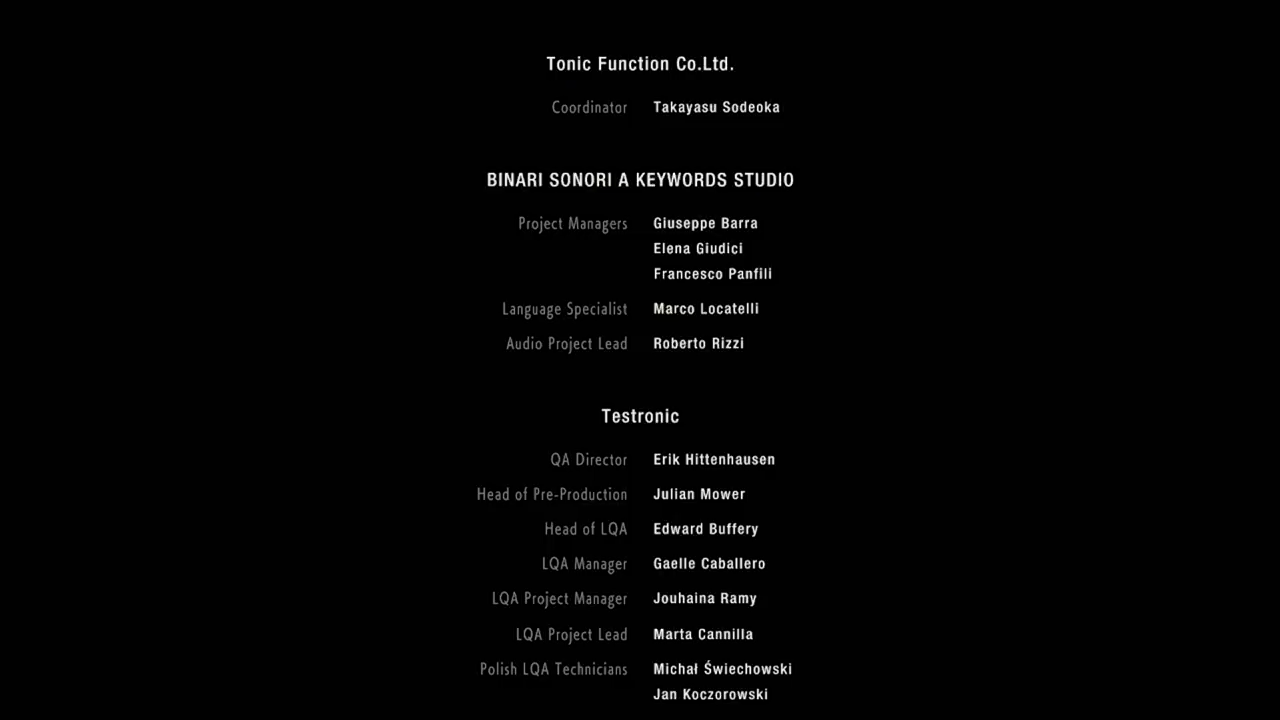 Tonic Function Co.Ltd.
Coordinator Takayasu Sodeoka
BINARI SONORI A KEYWORDS STUDIO
Project Managers Giuseppe Barra
Elena Giudici
Francesco Panfili
Language Specialist Marco Locatelli
Audio Project Lead Roberto Rizzi
Testronic
QA Director Erik Hittenhausen
Head of Pre-Production Julian Mower
Head of LQA Edward Buffery
LQA Manager Gaelle Caballero
LQA Project Manager Jouhaina Ramy
LQA Project Lead Marta Cannilla
Polish LQA Technicians Michał Świechowski
Jan Koczorowski